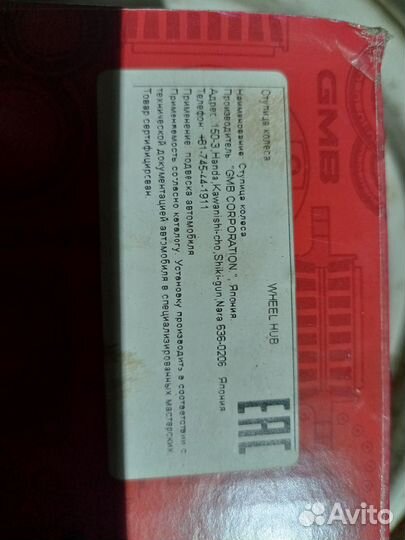 Ступица колеса WHEEL HUB
Наименование: Ступица колеса
Производитель: "GMB CORPORATION.", Япония
Адрес: 150-3,Handa,Kawanishi-cho,Shiki-gun,Nara 636-0206 Япония
Телефон: +81-745-44-1911
Применение: подвеска автомобиля
Применяемость согласно каталогу. Установку производить в соответствии с
технической документацией автомобиля в специализированных мастерских.
Товар сертифицирован.
EAC
GMB
Avito